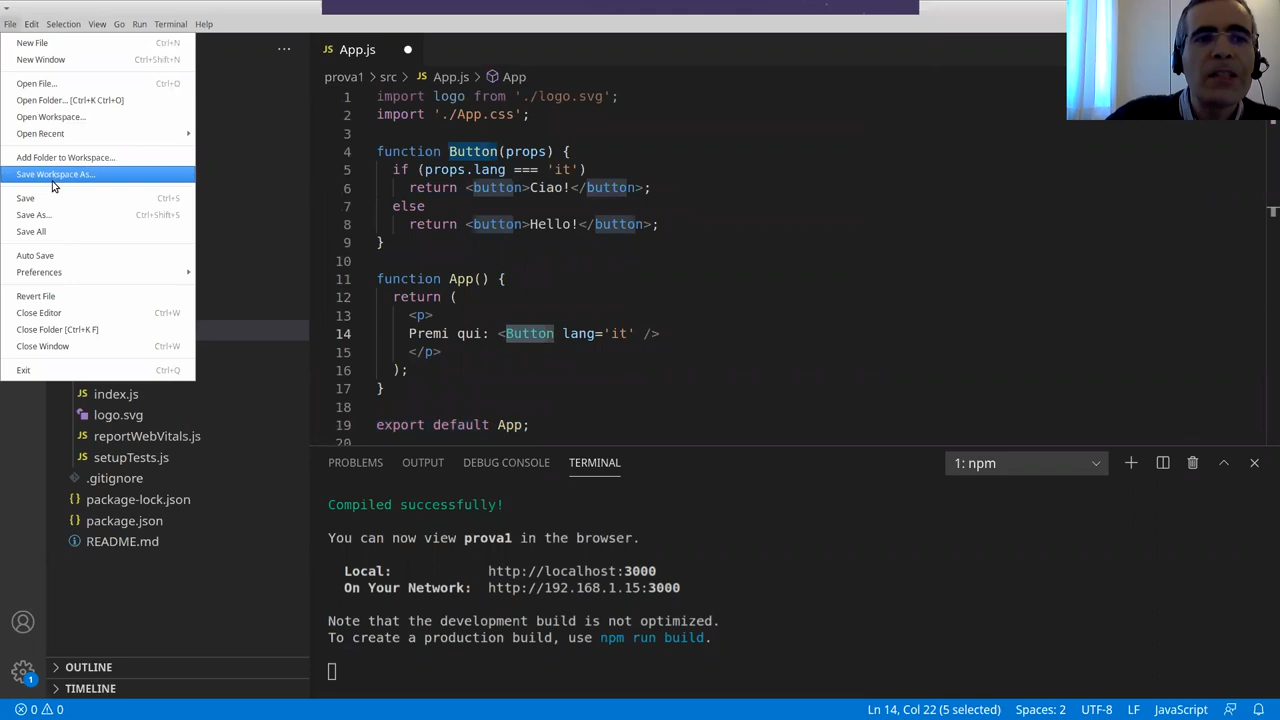 File Edit Selection View Go Run Terminal Help
New File Ctrl+N
New Window Ctrl+Shift+N
Open File... Ctrl+O
Open Folder... [Ctrl+K Ctrl+O]
Open Workspace...
Open Recent
Add Folder to Workspace...
Save Workspace As...
Save Ctrl+S
Save As... Ctrl+Shift+S
Save All
Auto Save
Preferences
Revert File
Close Editor Ctrl+W
Close Folder [Ctrl+K F]
Close Window Ctrl+W
Exit Ctrl+Q
index.js
logo.svg
JS reportWebVitals.js
JS setupTests.js
.gitignore
{} package-lock.json
{} package.json
README.md
OUTLINE
TIMELINE
JS App.js
prova1 > src > JS App.js > App
1 import logo from './logo.svg';
2 import './App.css';
3
4 function Button(props) {
5 if (props.lang === 'it')
6 return <button>Ciao!</button>;
7 else
8 return <button>Hello!</button>;
9 }
10
11 function App() {
12 return (
13 <p>
14 Premi qui: <Button lang='it' />
15 </p>
16 );
17 }
18
19 export default App;
20
PROBLEMS OUTPUT DEBUG CONSOLE TERMINAL 1: npm
Compiled successfully!
You can now view prova1 in the browser.
Local: http://localhost:3000
On Your Network: http://192.168.1.15:3000
Note that the development build is not optimized.
To create a production build, use npm run build.
1
0 0 Ln 14, Col 22 (5 selected) Spaces: 2 UTF-8 LF JavaScript